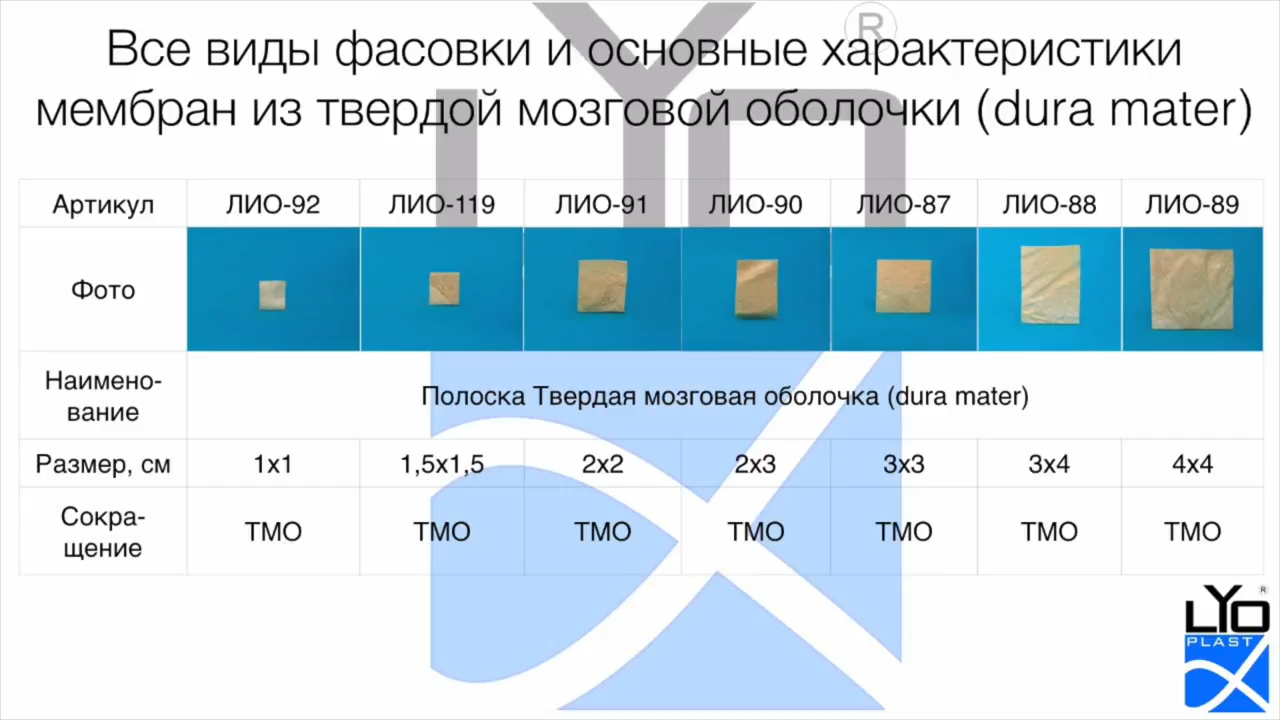 Все виды фасовки и основные характеристики
мембран из твердой мозговой оболочки (dura mater)
Артикул ЛИО-92 ЛИО-119 ЛИО-91 ЛИО-90 ЛИО-87 ЛИО-88 ЛИО-89
Фото
Наимено-
вание
Полоска Твердая мозговая оболочка (dura mater)
Размер, см 1x1 1,5x1,5 2x2 2x3 3x3 3x4 4x4
Сокра-
щение
ТМО ТМО ТМО ТМО ТМО ТМО ТМО
LYO ®
LYO ®
PLAST